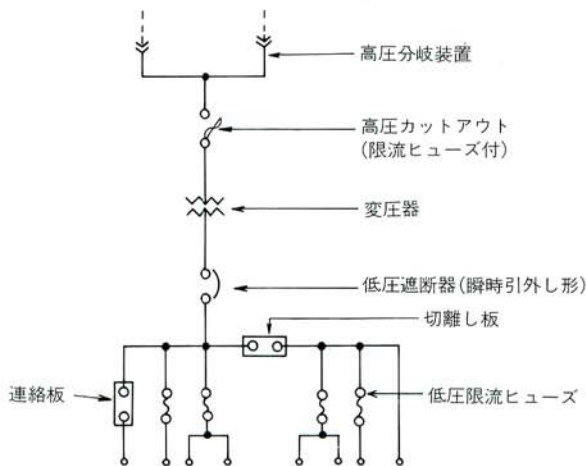 高圧分岐装置
高圧カットアウト
(限流ヒューズ付)
変圧器
低圧遮断器(瞬時引外し形)
切離し板
連絡板
低圧限流ヒューズ